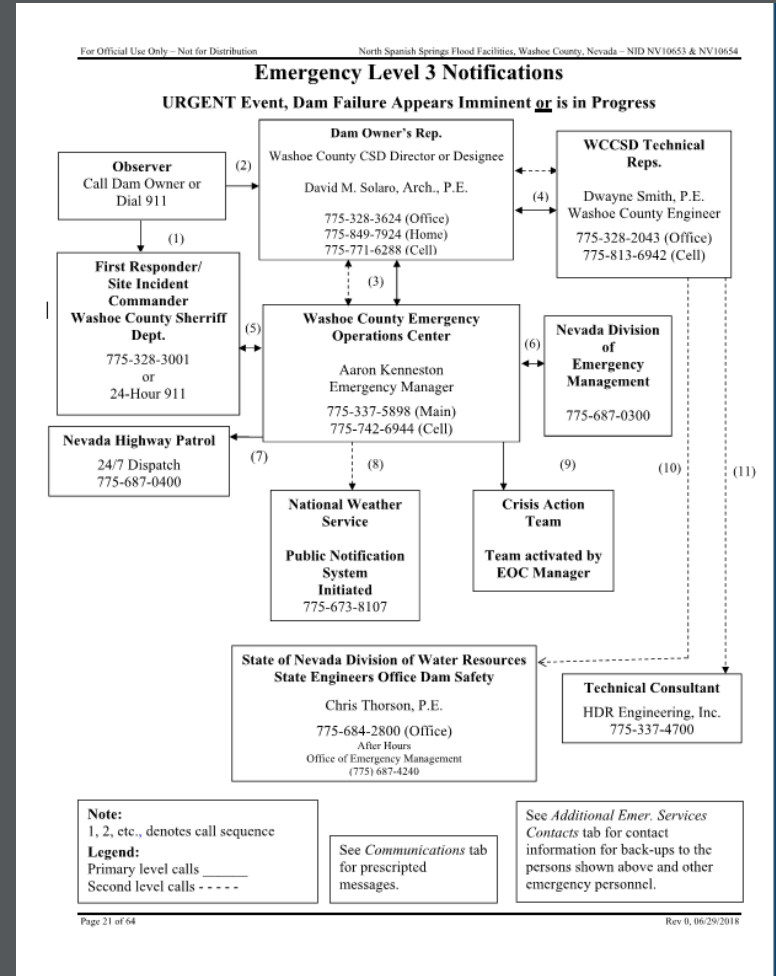 For Official Use Only – Not for Distribution
North Spanish Springs Flood Facilities, Washoe County, Nevada – NID NV10653 & NV10654
Emergency Level 3 Notifications
URGENT Event, Dam Failure Appears Imminent or is in Progress
Observer
Call Dam Owner or
Dial 911
(2)
Dam Owner's Rep.
Washoe County CSD Director or Designee
David M. Solaro, Arch., P.E.
775-328-3624 (Office)
775-849-7924 (Home)
775-771-6288 (Cell)
(4)
WCCSD Technical
Reps.
Dwayne Smith, P.E.
Washoe County Engineer
775-328-2043 (Office)
775-813-6942 (Cell)
(1)
(3)
First Responder/
Site Incident
Commander
Washoe County Sherriff
Dept.
775-328-3001
or
24-Hour 911
(5)
Washoe County Emergency
Operations Center
Aaron Kenneston
Emergency Manager
775-337-5898 (Main)
775-742-6944 (Cell)
(6)
Nevada Division
of
Emergency
Management
775-687-0300
Nevada Highway Patrol
24/7 Dispatch
775-687-0400
(7)
(8)
(9)
(10)
(11)
National Weather
Service
Public Notification
System
Initiated
775-673-8107
Crisis Action
Team
Team activated by
EOC Manager
State of Nevada Division of Water Resources
State Engineers Office Dam Safety
Chris Thorson, P.E.
775-684-2800 (Office)
After Hours
Office of Emergency Management
(775) 687-4240
Technical Consultant
HDR Engineering, Inc.
775-337-4700
Note:
1, 2, etc., denotes call sequence
Legend:
Primary level calls ______
Second level calls - - - - -
See Communications tab
for prescripted
messages.
See Additional Emer. Services
Contacts tab for contact
information for back-ups to the
persons shown above and other
emergency personnel.
Page 21 of 64
Rev 0, 06/29/2018